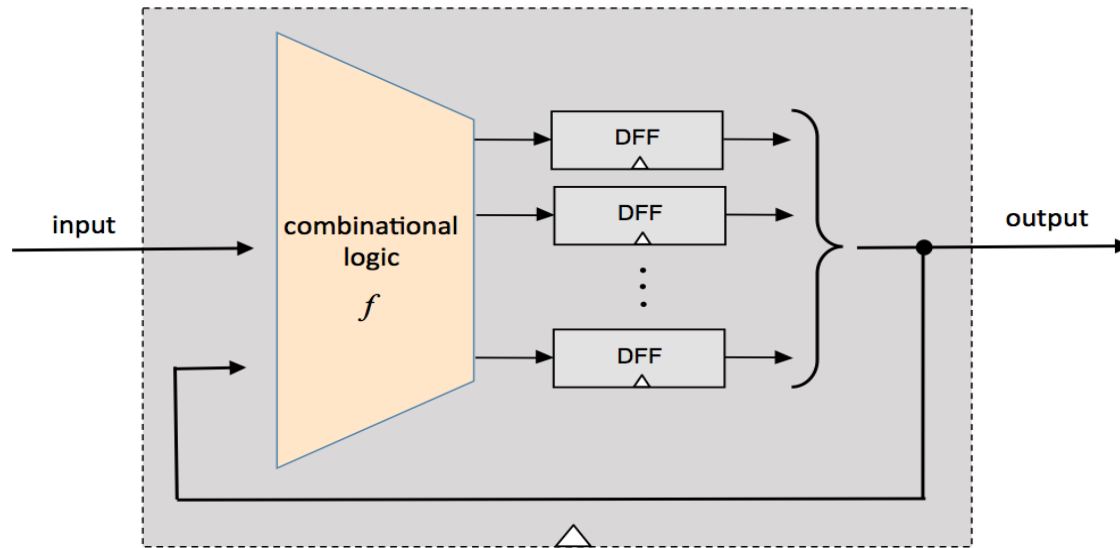 DFF
DFF
input
combinational
logic
f
output
DFF